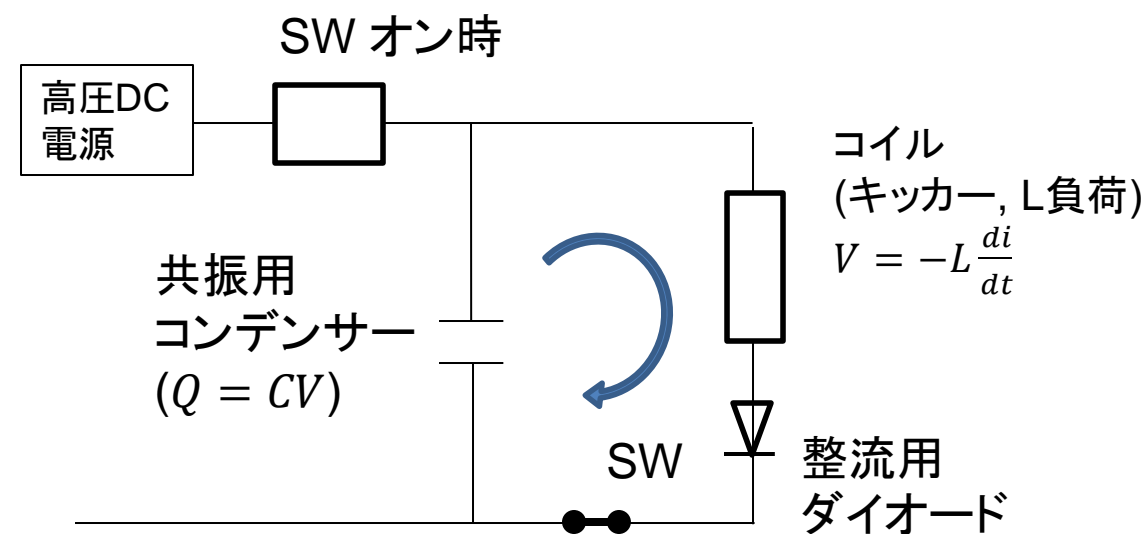 SW オン時
高圧DC
電源
コイル
(キッカー, L負荷)
V = −L di/dt
共振用
コンデンサー
(Q = CV)
SW
整流用
ダイオード